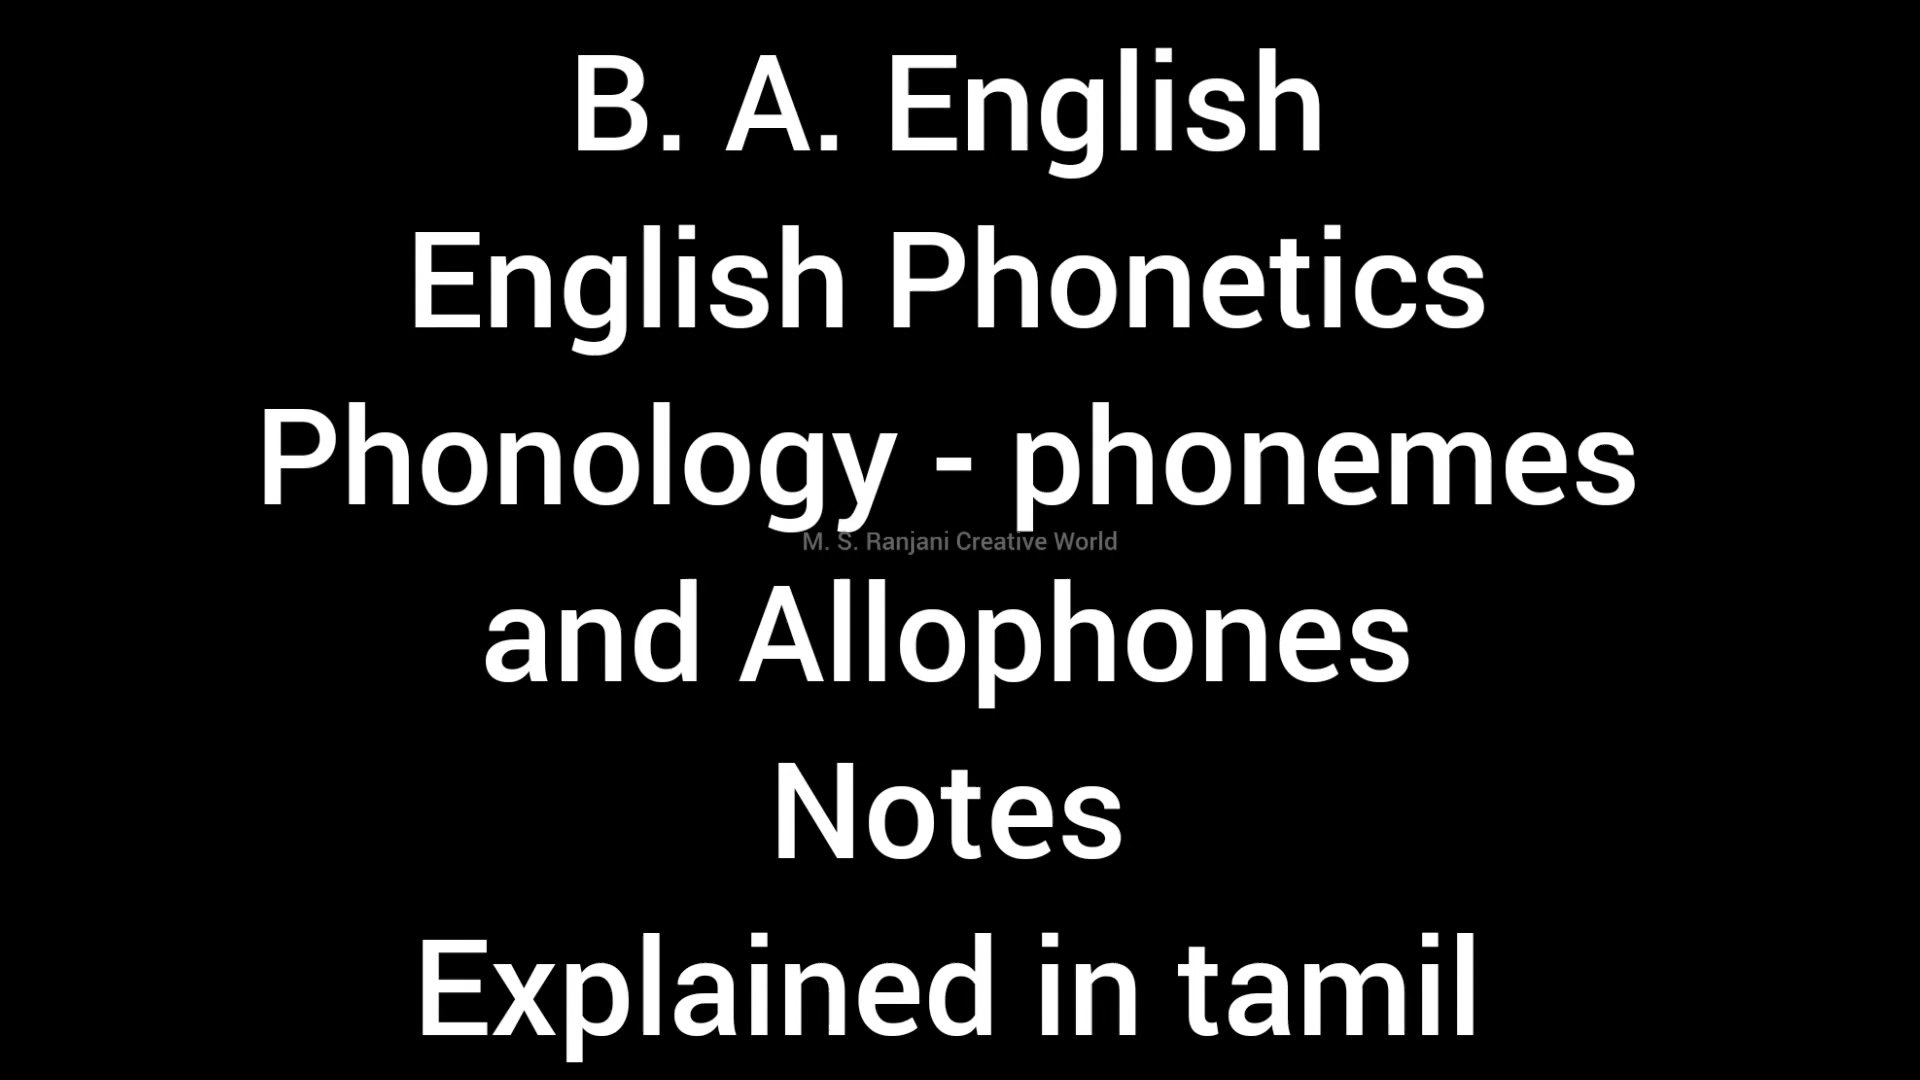 B. A. English
English Phonetics
Phonology - phonemes
M. S. Ranjani Creative World
and Allophones
Notes
Explained in tamil